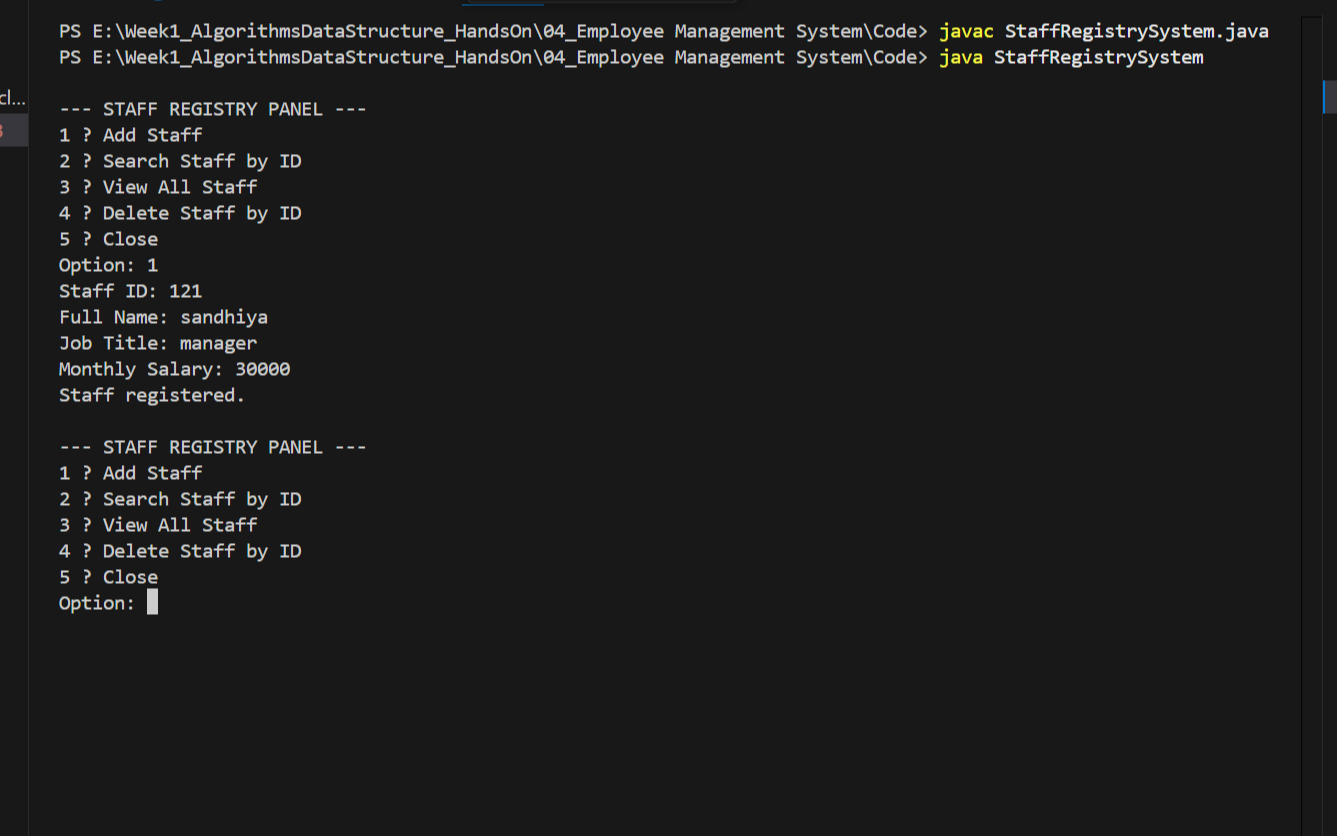 PS E:\Week1_AlgorithmsDataStructure_HandsOn\04_Employee Management System\Code> javac StaffRegistrySystem.java
PS E:\Week1_AlgorithmsDataStructure_HandsOn\04_Employee Management System\Code> java StaffRegistrySystem
cl...
--- STAFF REGISTRY PANEL ---
1 ? Add Staff
2 ? Search Staff by ID
3 ? View All Staff
4 ? Delete Staff by ID
5 ? Close
Option: 1
Staff ID: 121
Full Name: sandhiya
Job Title: manager
Monthly Salary: 30000
Staff registered.
--- STAFF REGISTRY PANEL ---
1 ? Add Staff
2 ? Search Staff by ID
3 ? View All Staff
4 ? Delete Staff by ID
5 ? Close
Option: